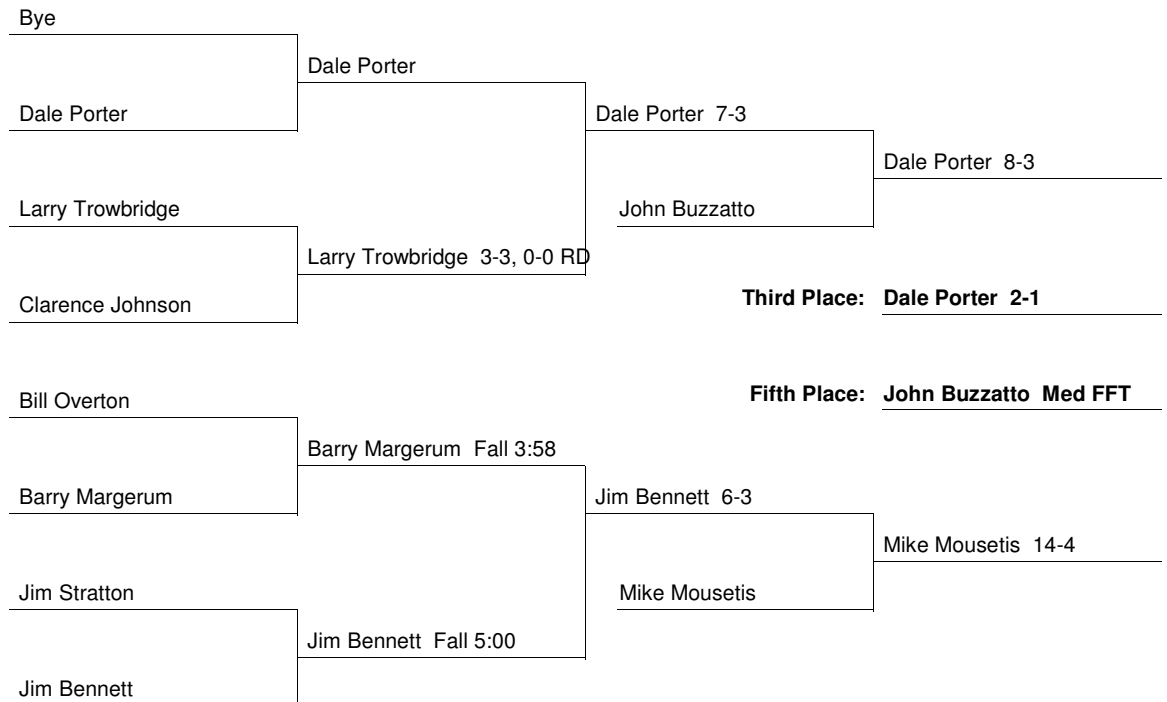 Bye
Dale Porter
Dale Porter
Dale Porter 7-3
Dale Porter 8-3
Larry Trowbridge
John Buzzatto
Larry Trowbridge 3-3, 0-0 RD
Clarence Johnson
Third Place: Dale Porter 2-1
Bill Overton
Fifth Place: John Buzzatto Med FFT
Barry Margerum Fall 3:58
Barry Margerum
Jim Bennett 6-3
Mike Mousetis 14-4
Jim Stratton
Mike Mousetis
Jim Bennett Fall 5:00
Jim Bennett